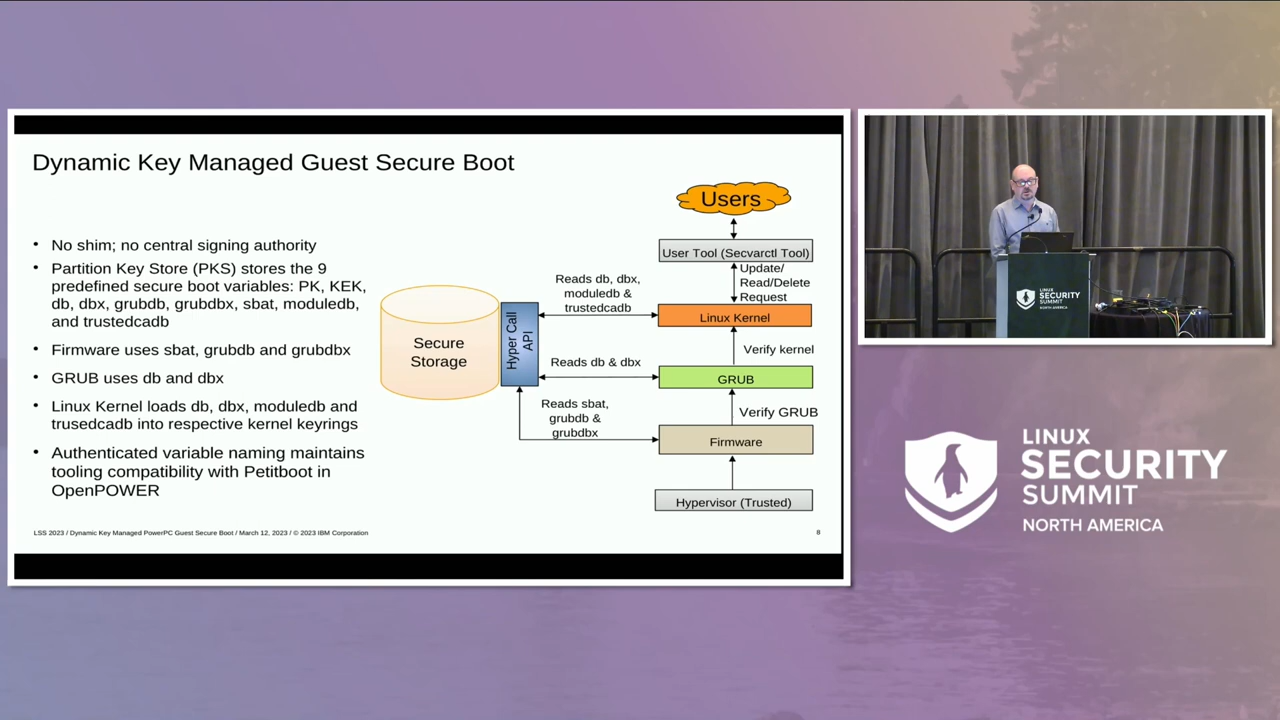 Dynamic Key Managed Guest Secure Boot
• No shim; no central signing authority
• Partition Key Store (PKS) stores the 9
predefined secure boot variables: PK, KEK,
db, dbx, grubdb, grubdbx, sbat, moduledb,
and trustedcadb
• Firmware uses sbat, grubdb and grubdbx
• GRUB uses db and dbx
• Linux Kernel loads db, dbx, moduledb and
trusedcadb into respective kernel keyrings
• Authenticated variable naming maintains
tooling compatibility with Petitboot in
OpenPOWER
Secure
Storage
Hyper Call
API
Reads db, dbx,
moduledb &
trustedcadb
Reads db & dbx
Reads sbat,
grubdb &
grubdbx
Users
User Tool (Secvarctl Tool)
Update/
Read/Delete
Request
Linux Kernel
Verify kernel
GRUB
Verify GRUB
Firmware
Hypervisor (Trusted)
LSS 2023 / Dynamic Key Managed PowerPC Guest Secure Boot / March 12, 2023 / © 2023 IBM Corporation
8
LINUX
SECURITY
SUMMIT
NORTH AMERICA
LINUX
SECURITY
SUMMIT
NORTH AMERICA